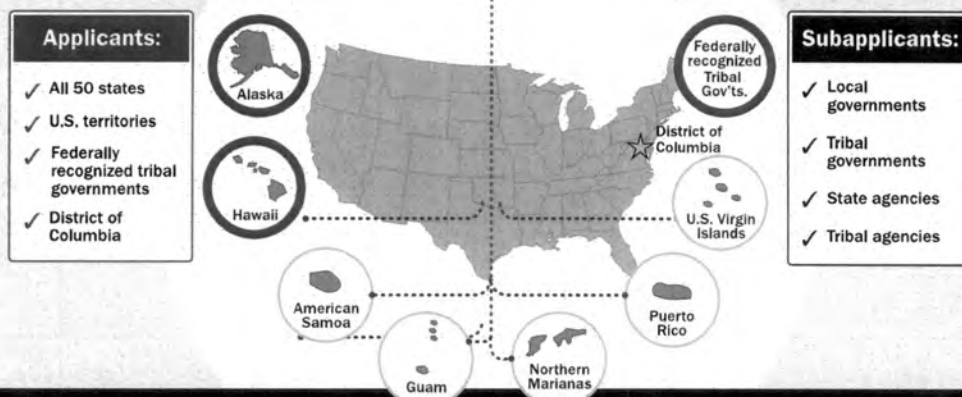 Applicants:
✓ All 50 states
✓ U.S. territories
✓ Federally
recognized tribal
governments
✓ District of
Columbia
Alaska
Hawaii
Federally
recognized
Tribal
Gov'ts.
District of
Columbia
U.S. Virgin
Islands
American
Samoa
Guam
Northern
Marianas
Puerto
Rico
Subapplicants:
✓ Local
governments
✓ Tribal
governments
✓ State agencies
✓ Tribal agencies